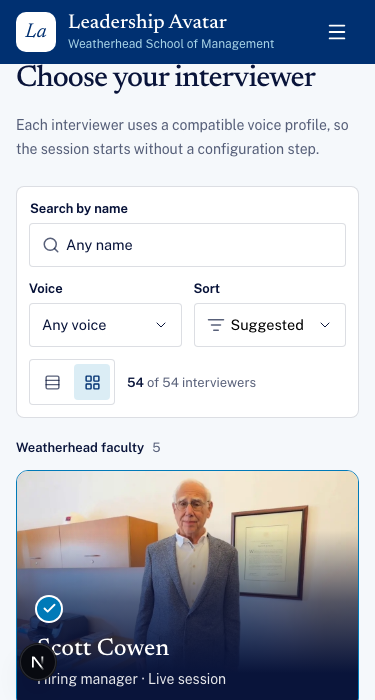 La
Leadership Avatar
Weatherhead School of Management
Choose your interviewer
Each interviewer uses a compatible voice profile, so
the session starts without a configuration step.
Search by name
Any name
Voice
Sort
Any voice
Suggested
54 of 54 interviewers
Weatherhead faculty 5
Scott Cowen
N
Hiring manager · Live session